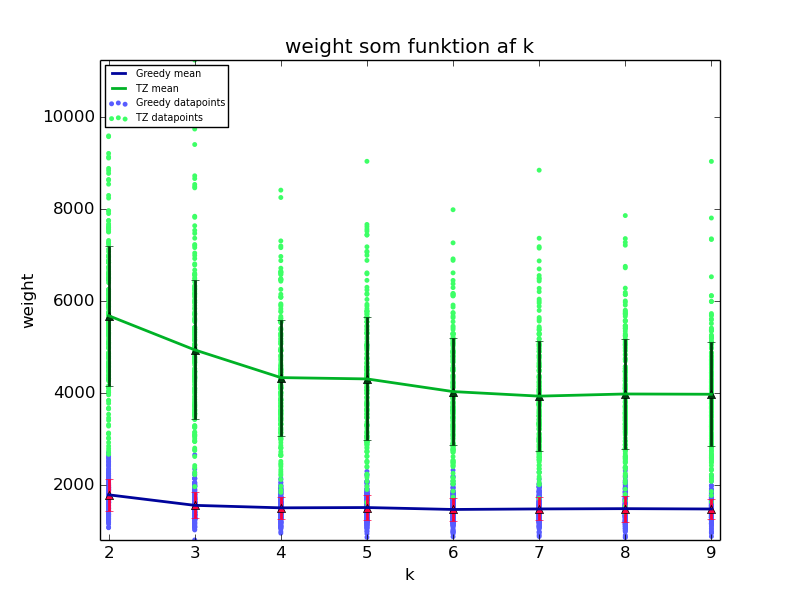 weight som funktion af k
Greedy mean
TZ mean
Greedy datapoints
TZ datapoints
10000
8000
6000
4000
2000
weight
2 3 4 5 6 7 8 9
k